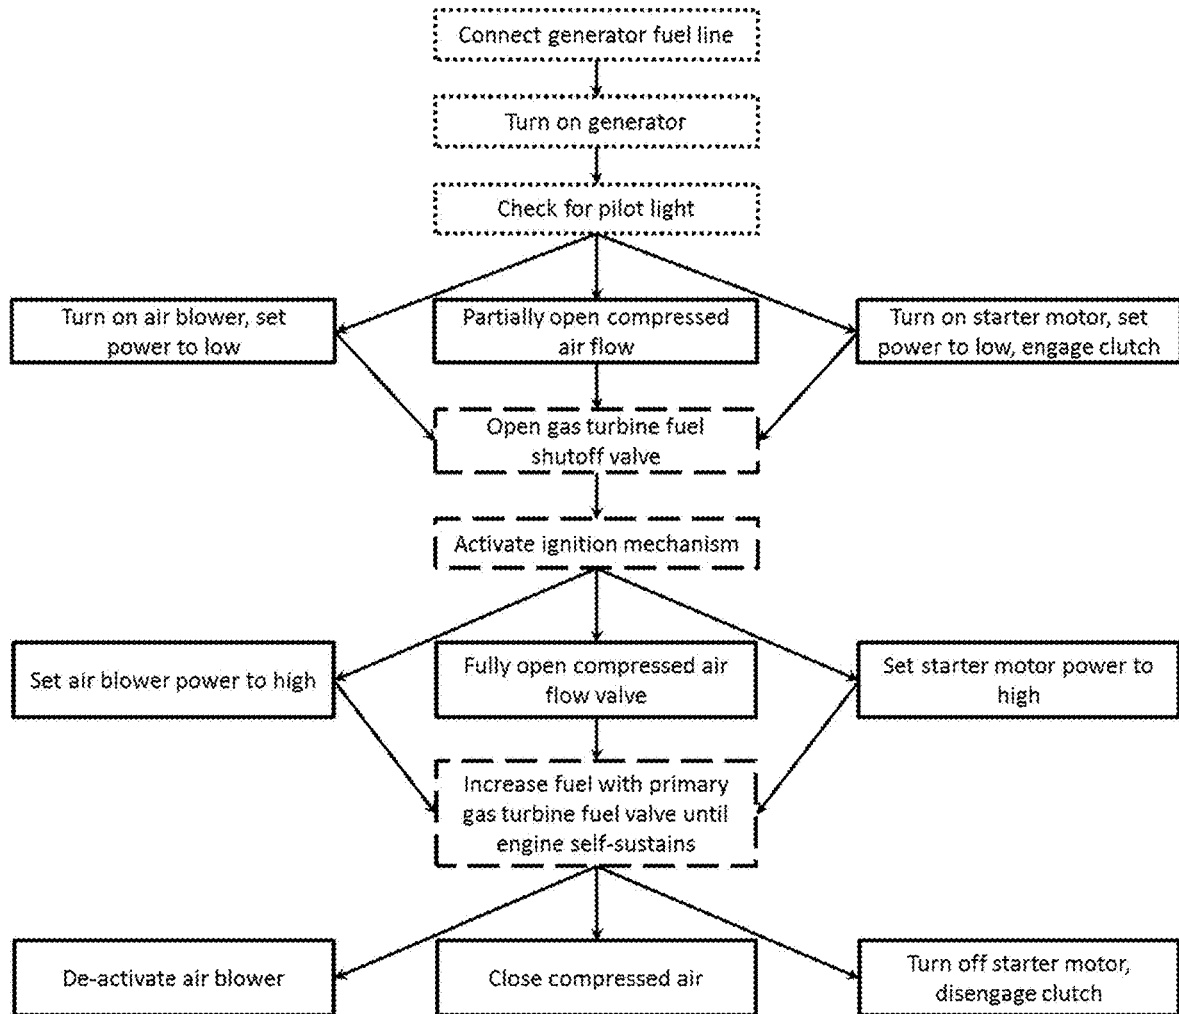 Connect generator fuel line
Turn on generator
Check for pilot light
Turn on air blower, set
power to low
Partially open compressed
air flow
Turn on starter motor, set
power to low, engage clutch
Open gas turbine fuel
shutoff valve
Activate ignition mechanism
Set air blower power to high
Fully open compressed air
flow valve
Set starter motor power to
high
Increase fuel with primary
gas turbine fuel valve until
engine self-sustains
De-activate air blower
Close compressed air
Turn off starter motor,
disengage clutch